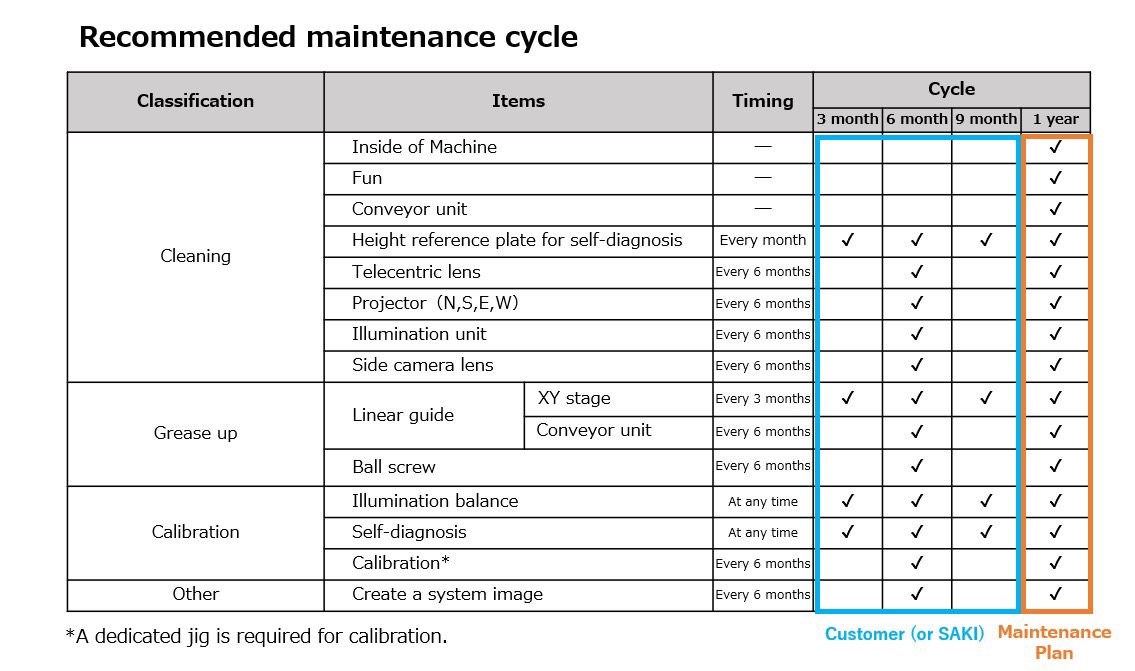 Recommended maintenance cycle
Classification Items Timing Cycle
3 month 6 month 9 month 1 year
Cleaning
Inside of Machine — ✓
Fun — ✓
Conveyor unit — ✓
Height reference plate for self-diagnosis Every month ✓ ✓ ✓ ✓
Telecentric lens Every 6 months ✓ ✓
Projector（N,S,E,W） Every 6 months ✓ ✓
Illumination unit Every 6 months ✓ ✓
Side camera lens Every 6 months ✓ ✓
Grease up
Linear guide
XY stage Every 3 months ✓ ✓ ✓ ✓
Conveyor unit Every 6 months ✓ ✓
Ball screw Every 6 months ✓ ✓
Calibration
Illumination balance At any time ✓ ✓ ✓ ✓
Self-diagnosis At any time ✓ ✓ ✓ ✓
Calibration* Every 6 months ✓ ✓
Other Create a system image Every 6 months ✓ ✓
*A dedicated jig is required for calibration.
Customer (or SAKI)
Maintenance
Plan